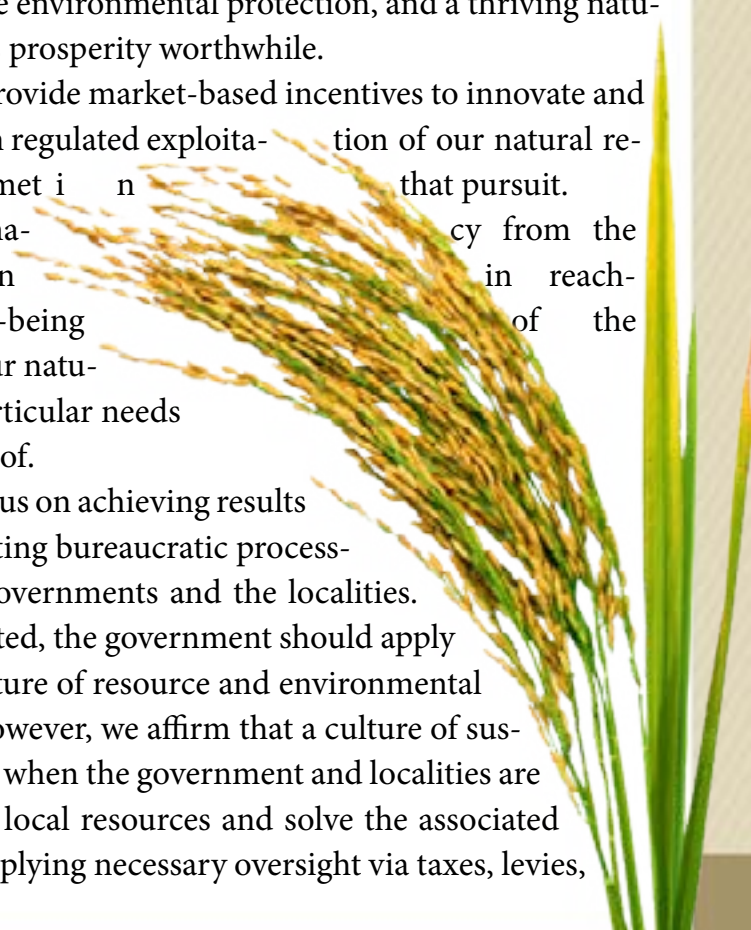 e environmental protection, and a thriving natu-
prosperity worthwhile.
rovide market-based incentives to innovate and
n regulated exploita- tion of our natural re-
met i n that pursuit.
na- cy from the
n in reach-
-being of the
ur natu-
rticular needs
of.
us on achieving results
ting bureaucratic process-
overnments and the localities.
ted, the government should apply
ture of resource and environmental
owever, we affirm that a culture of sus-
when the government and localities are
local resources and solve the associated
plying necessary oversight via taxes, levies,